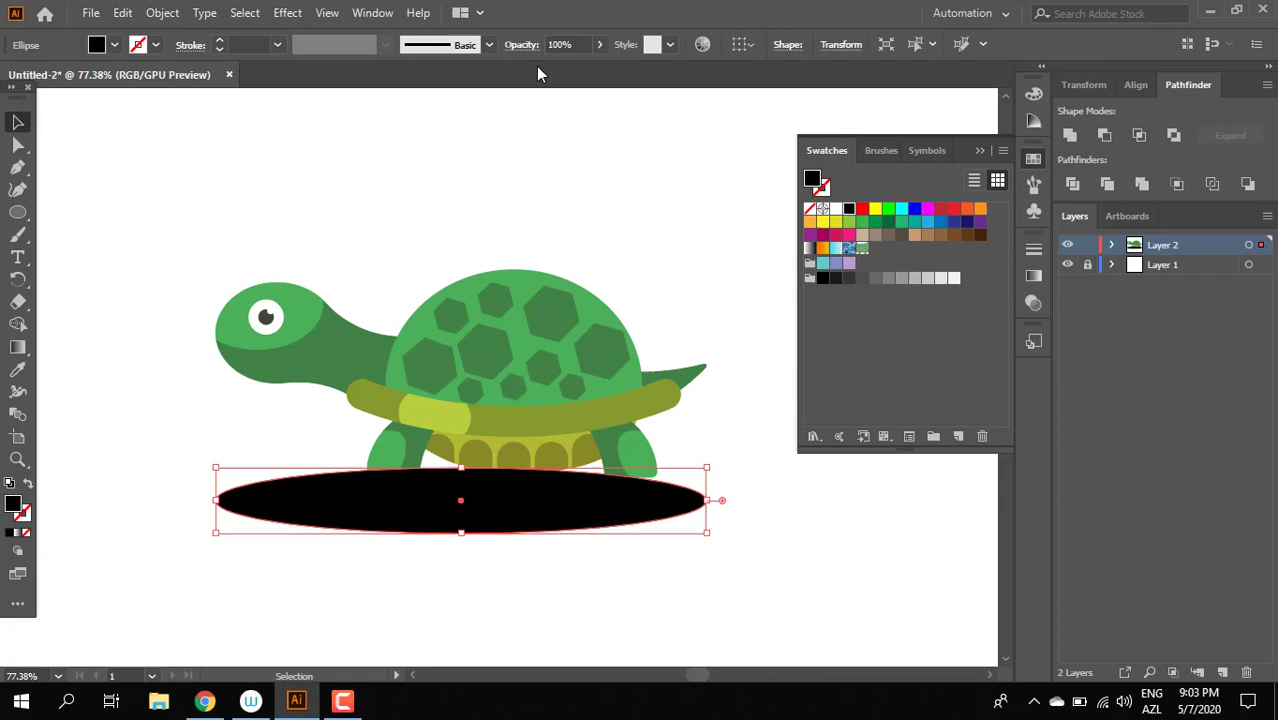 Ai File Edit Object Type Select Effect View Window Help Automation Search Adobe Stock
Ellipse Stroke: Basic Opacity: 100% Style: Shape: Transform
Untitled-2* @ 77.38% (RGB/GPU Preview)
Transform Align Pathfinder
Shape Modes:
Expand
Pathfinders:
Swatches Brushes Symbols
Layers Artboards
Layer 2
Layer 1
2 Layers
77.38% 1 Selection
Ai
ENG 9:03 PM
AZL 5/7/2020